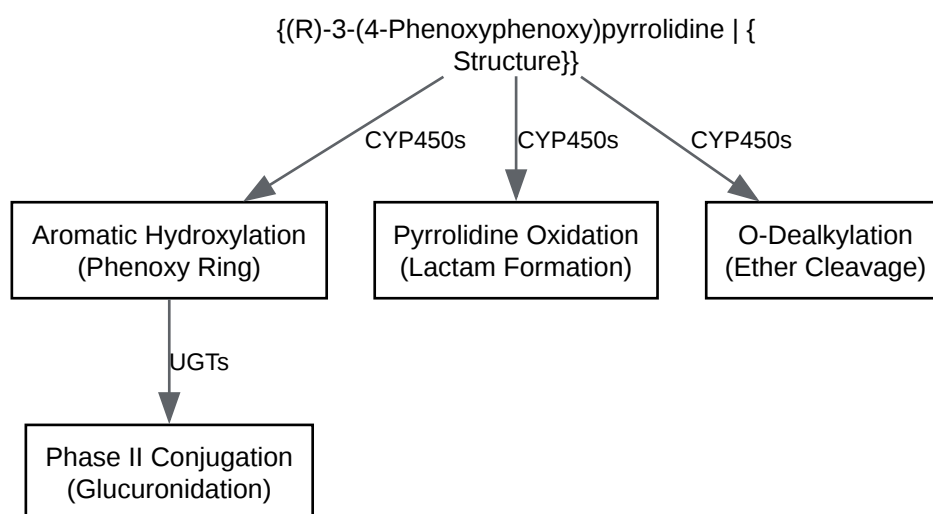 {(R)-3-(4-Phenoxyphenoxy)pyrrolidine | {
Structure}}
CYP450s
CYP450s
CYP450s
Aromatic Hydroxylation
(Phenoxy Ring)
Pyrrolidine Oxidation
(Lactam Formation)
O-Dealkylation
(Ether Cleavage)
UGTs
Phase II Conjugation
(Glucuronidation)